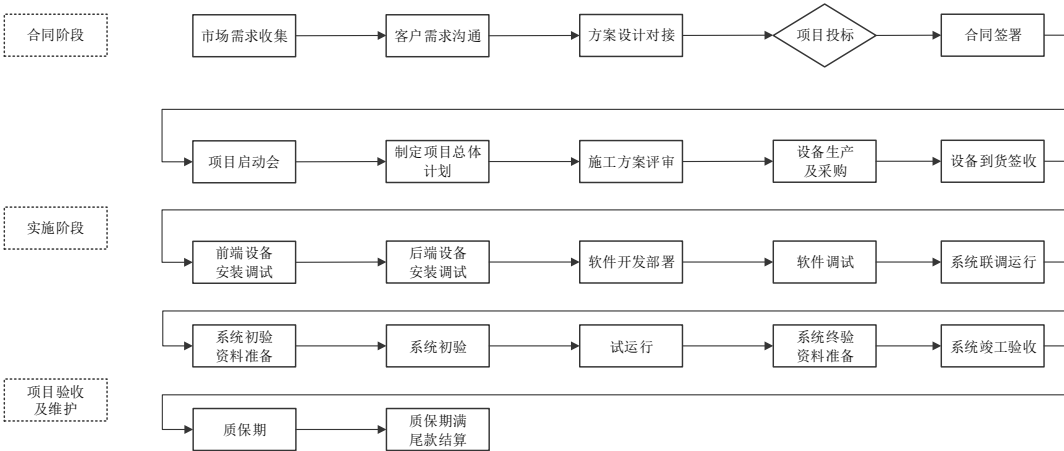 合同阶段
市场需求收集
客户需求沟通
方案设计对接
项目投标
合同签署
项目启动会
制定项目总体
计划
施工方案评审
设备生产
及采购
设备到货签收
实施阶段
前端设备
安装调试
后端设备
安装调试
软件开发部署
软件调试
系统联调运行
系统初验
资料准备
系统初验
试运行
系统终验
资料准备
系统竣工验收
项目验收
及维护
质保期
质保期满
尾款结算